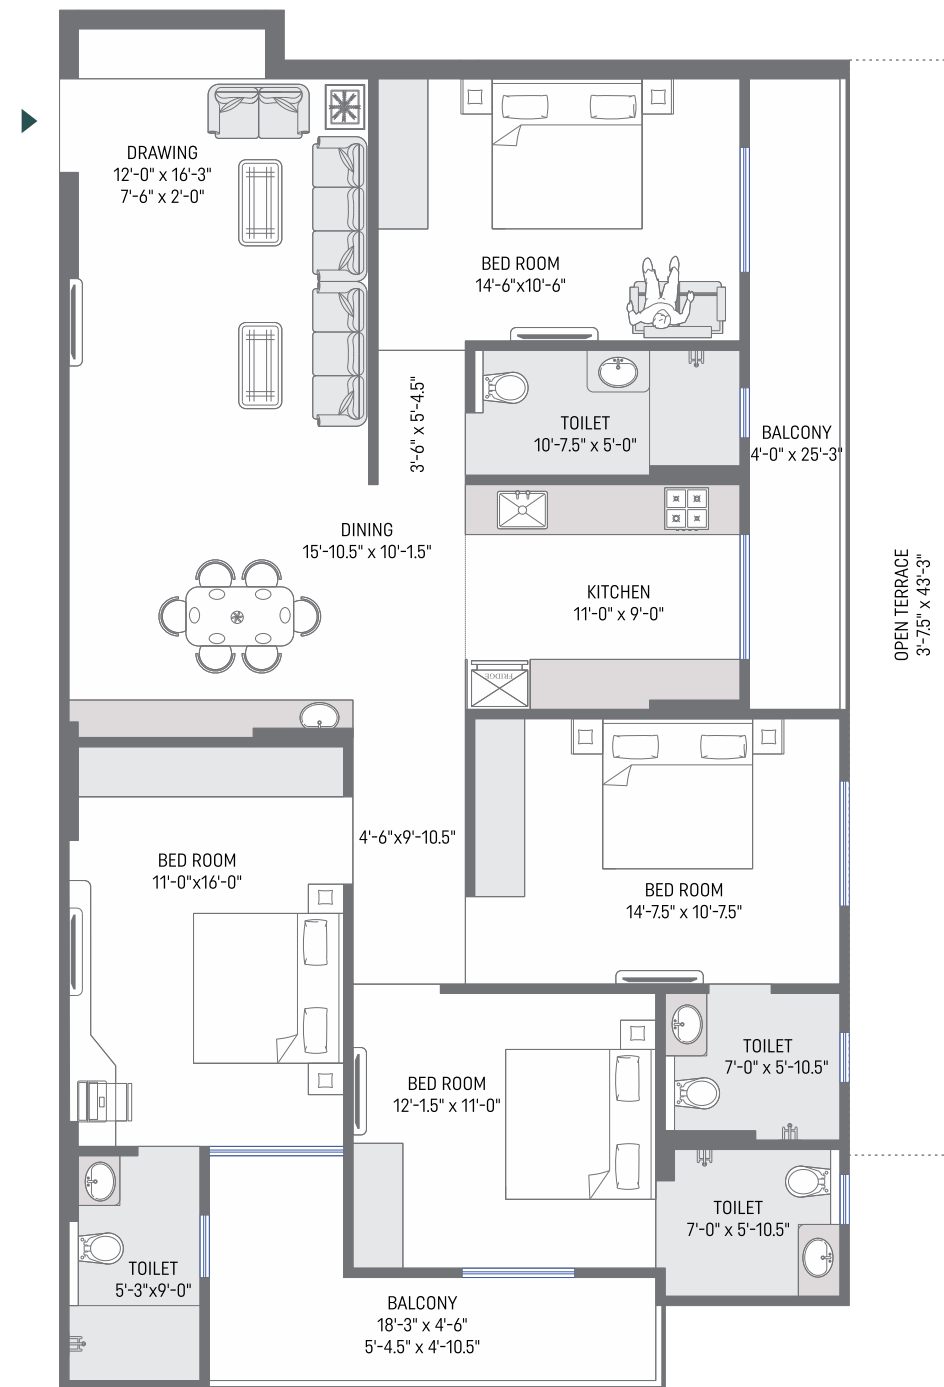 DRAWING
12'-0" x 16'-3"
7'-6" x 2'-0"
BED ROOM
14'-6"x10'-6"
3'-6" x 5'-4.5"
TOILET
10'-7.5" x 5'-0"
BALCONY
4'-0" x 25'-3"
DINING
15'-10.5" x 10'-1.5"
KITCHEN
11'-0" x 9'-0"
OPEN TERRACE
3'-7.5" x 43'-3"
FRIDGE
4'-6"x9'-10.5"
BED ROOM
11'-0"x16'-0"
BED ROOM
14'-7.5" x 10'-7.5"
TOILET
7'-0" x 5'-10.5"
BED ROOM
12'-1.5" x 11'-0"
TOILET
7'-0" x 5'-10.5"
TOILET
5'-3"x9'-0"
BALCONY
18'-3" x 4'-6"
5'-4.5" x 4'-10.5"